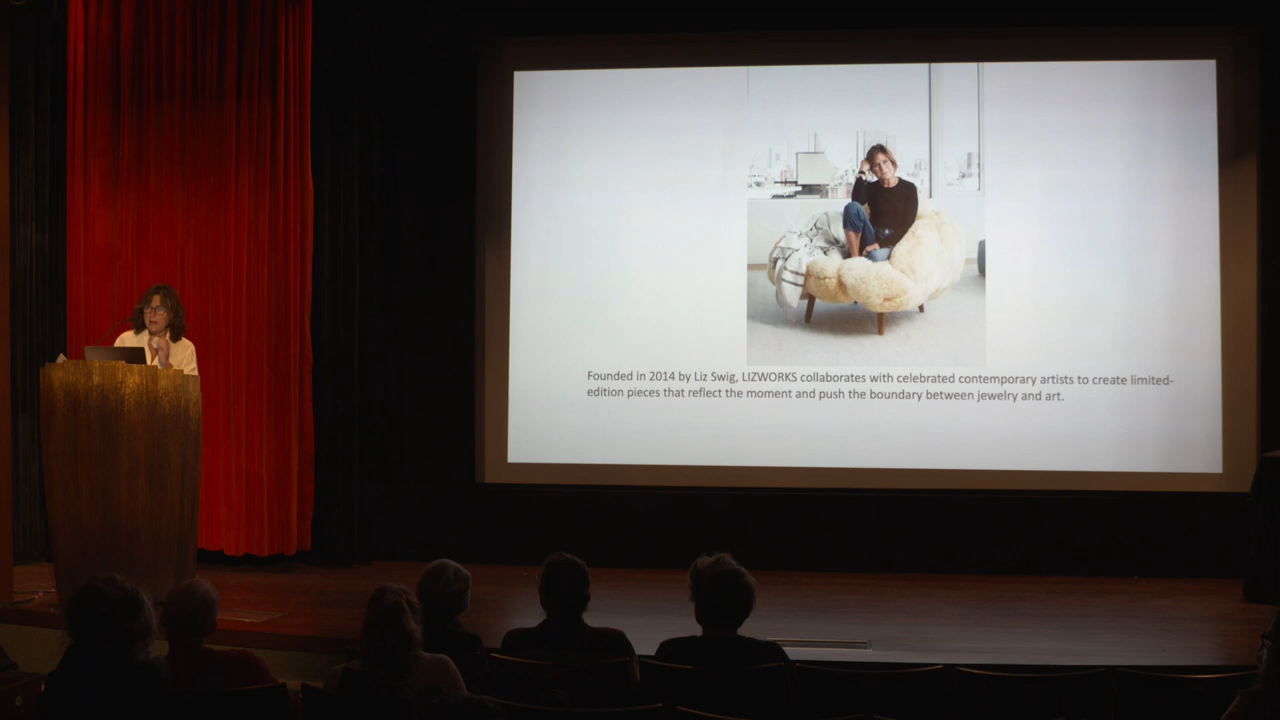 Founded in 2014 by Liz Swig, LIZWORKS collaborates with celebrated contemporary artists to create limited-
edition pieces that reflect the moment and push the boundary between jewelry and art.